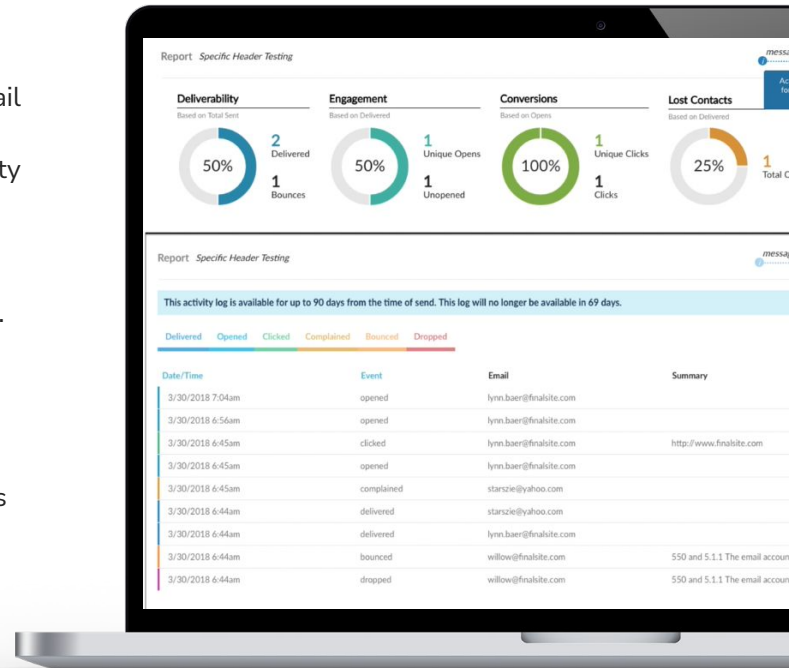 ail
ty
.
s
Report Specific Header Testing
Deliverability
Based on Total Sent
50%
2
Delivered
1
Bounces
Engagement
Based on Delivered
50%
1
Unique Opens
1
Unopened
Conversions
Based on Opens
100%
1
Unique Clicks
1
Clicks
Lost Contacts
Based on Delivered
25%
1
Total C
messa
Ac
fo
Report Specific Header Testing
messag
This activity log is available for up to 90 days from the time of send. This log will no longer be available in 69 days.
Delivered Opened Clicked Complained Bounced Dropped
Date/Time Event Email Summary
3/30/2018 7:04am opened lynn.baer@finalsite.com
3/30/2018 6:56am opened lynn.baer@finalsite.com
3/30/2018 6:45am clicked lynn.baer@finalsite.com http://www.finalsite.com
3/30/2018 6:45am opened lynn.baer@finalsite.com
3/30/2018 6:45am complained starszie@yahoo.com
3/30/2018 6:44am delivered starszie@yahoo.com
3/30/2018 6:44am delivered lynn.baer@finalsite.com
3/30/2018 6:44am bounced willow@finalsite.com 550 and 5.1.1 The email accoun
3/30/2018 6:44am dropped willow@finalsite.com 550 and 5.1.1 The email accoun